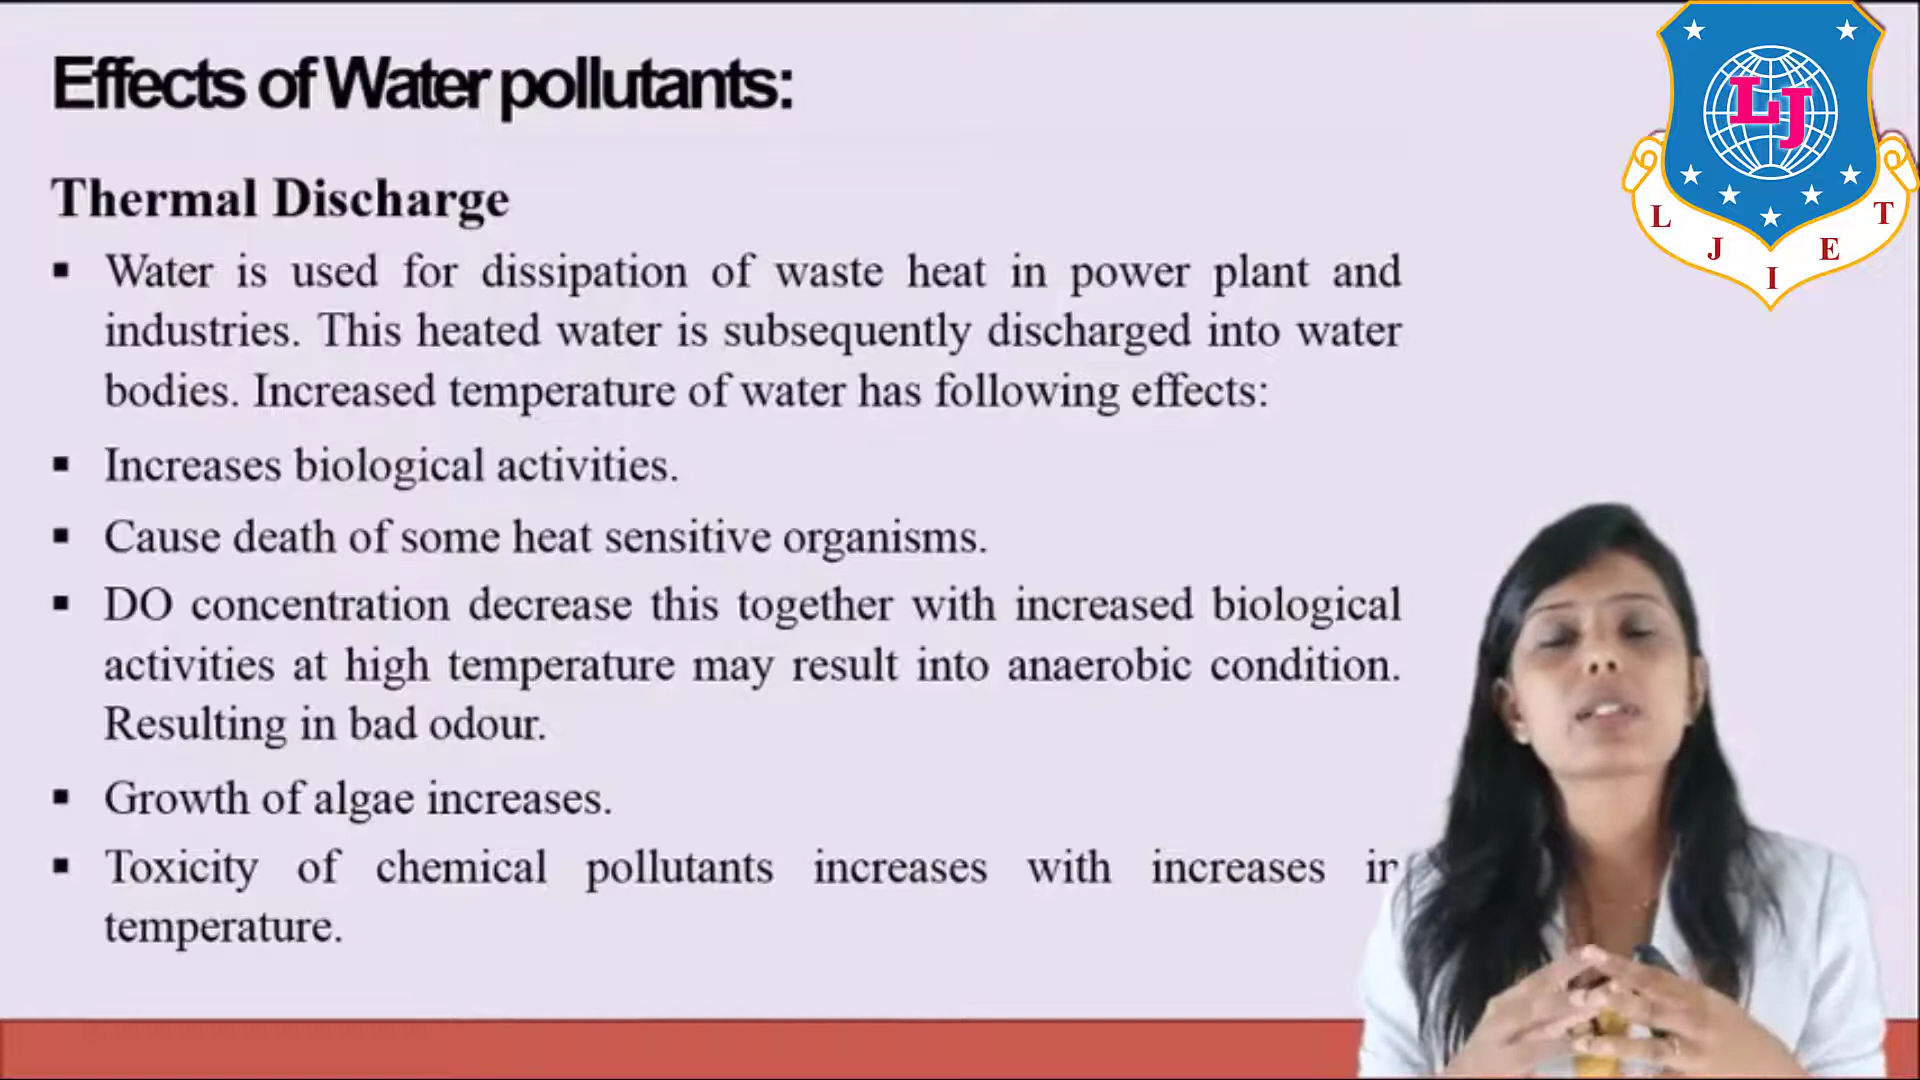 Effects of Water pollutants:
Thermal Discharge
▪ Water is used for dissipation of waste heat in power plant and
industries. This heated water is subsequently discharged into water
bodies. Increased temperature of water has following effects:
▪ Increases biological activities.
▪ Cause death of some heat sensitive organisms.
▪ DO concentration decrease this together with increased biological
activities at high temperature may result into anaerobic condition.
Resulting in bad odour.
▪ Growth of algae increases.
▪ Toxicity of chemical pollutants increases with increases in
temperature.
LJ
L J I E T